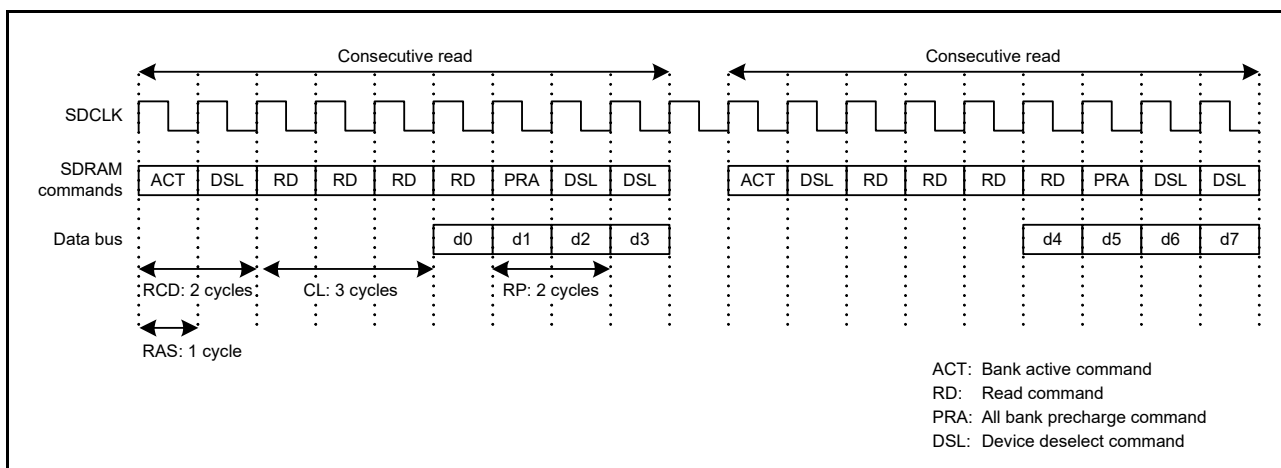 Consecutive read Consecutive read
SDCLK
SDRAM
commands
ACT DSL RD RD RD RD PRA DSL DSL ACT DSL RD RD RD RD PRA DSL DSL
Data bus d0 d1 d2 d3 d4 d5 d6 d7
RCD: 2 cycles CL: 3 cycles RP: 2 cycles
RAS: 1 cycle
ACT: Bank active command
RD: Read command
PRA: All bank precharge command
DSL: Device deselect command